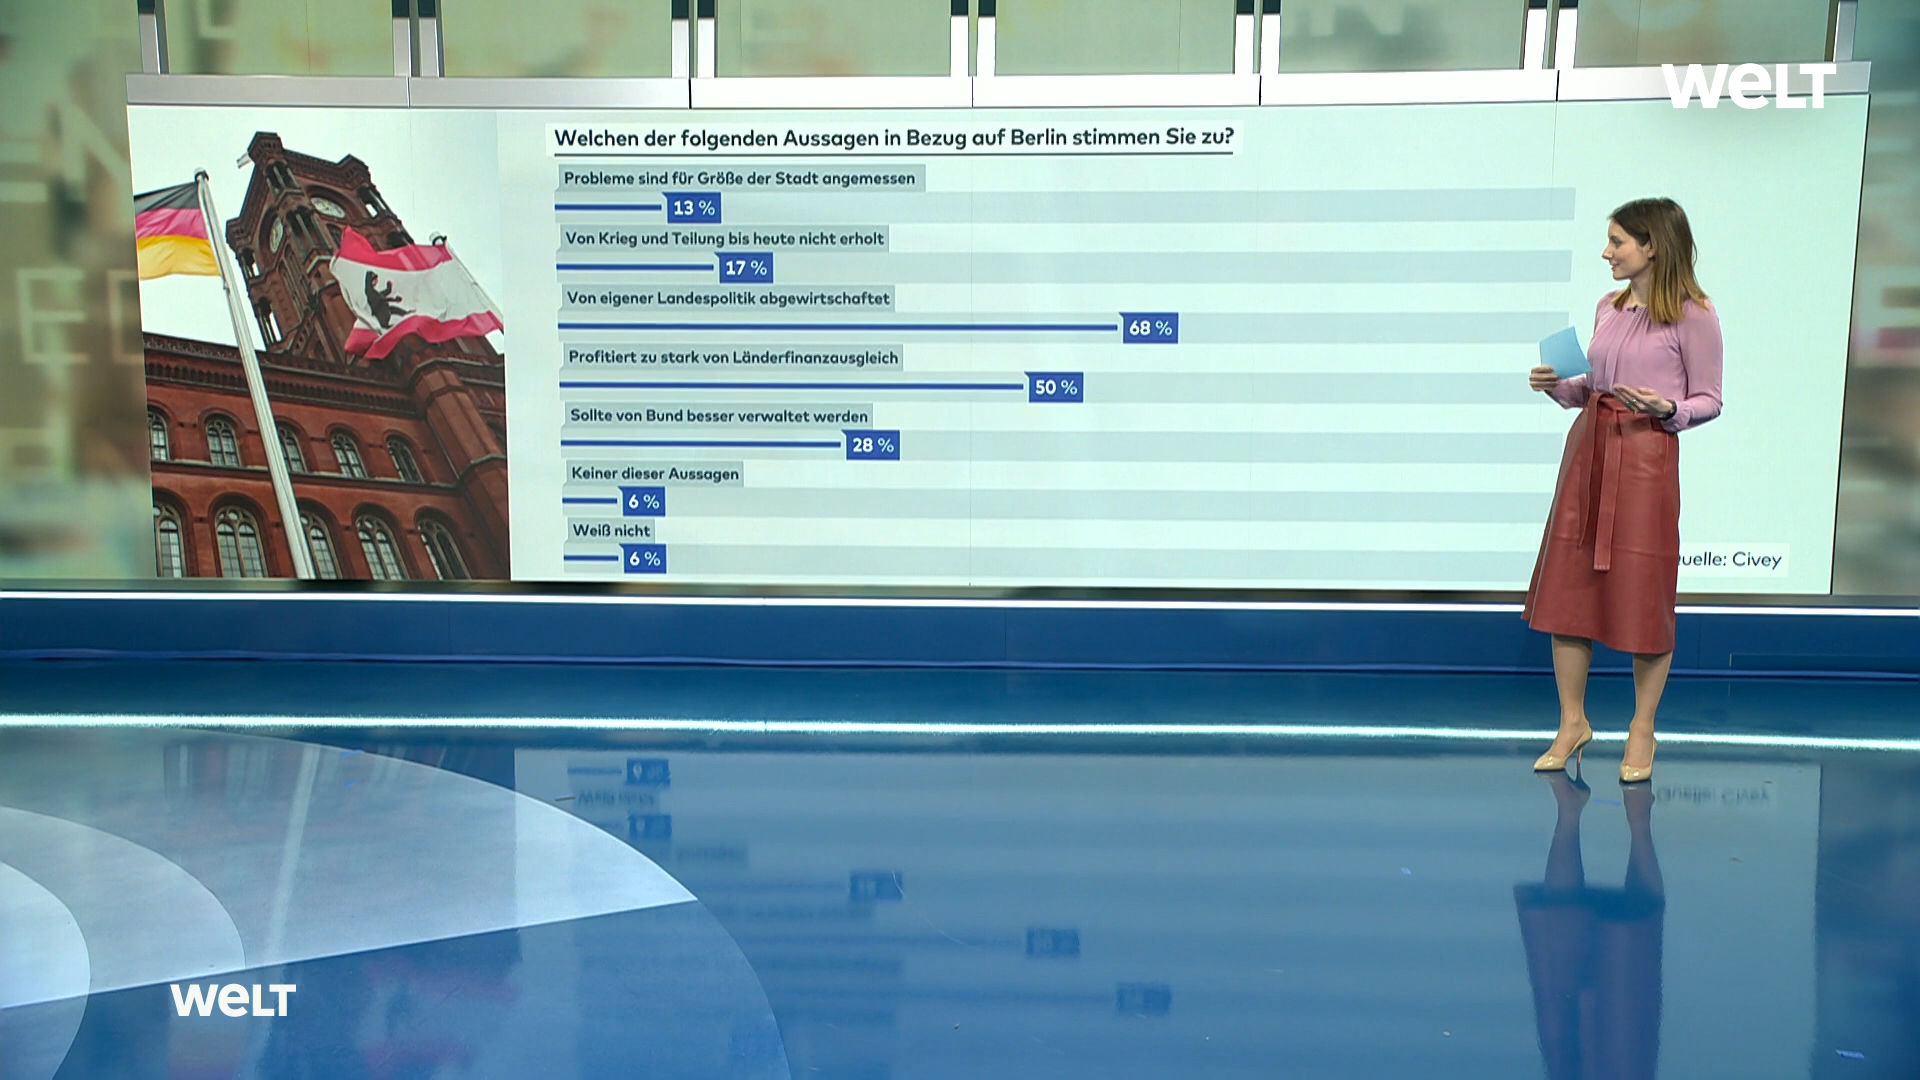 WELT
Welchen der folgenden Aussagen in Bezug auf Berlin stimmen Sie zu?
Probleme sind für Größe der Stadt angemessen
13 %
Von Krieg und Teilung bis heute nicht erholt
17 %
Von eigener Landespolitik abgewirtschaftet
68 %
Profitiert zu stark von Länderfinanzausgleich
50 %
Sollte von Bund besser verwaltet werden
28 %
Keiner dieser Aussagen
6 %
Weiß nicht
6 %
uelle: Civey
WELT